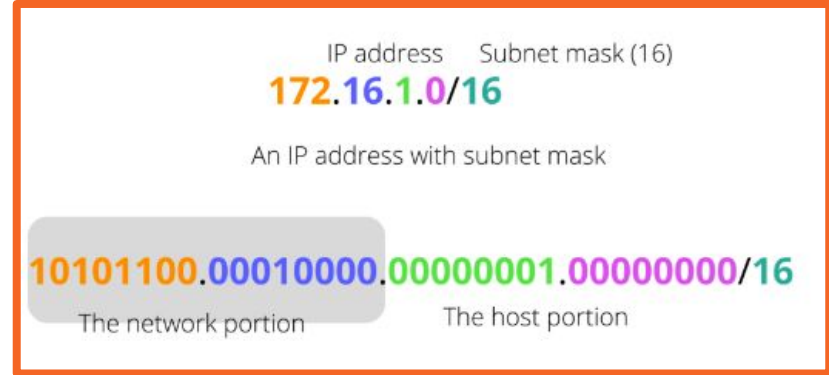 IP address Subnet mask (16)
172.16.1.0/16
An IP address with subnet mask
10101100.00010000.00000001.00000000/16
The network portion The host portion